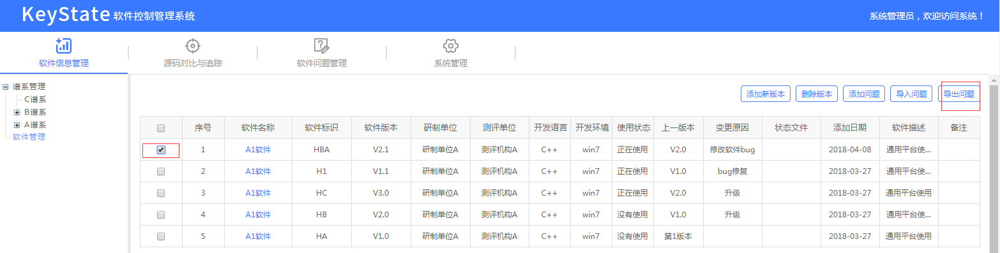 KeyState 软件控制管理系统 系统管理员，欢迎访问系统！
软件信息管理 源码对比与追踪 软件问题管理 系统管理
谱系管理
C谱系
B谱系
A谱系
软件管理
添加新版本 删除版本 添加问题 导入问题 导出问题
序号 软件名称 软件标识 软件版本 研制单位 测评单位 开发语言 开发环境 使用状态 上一版本 变更原因 状态文件 添加日期 软件描述 备注
1 A1软件 HBA V2.1 研制单位A 测评机构A C++ win7 正在使用 V2.0 修改软件bug 2018-04-08 通用平台使...
2 A1软件 H1 V1.1 研制单位A 测评机构A C++ win7 正在使用 V1.0 bug修复 2018-03-27 通用平台使...
3 A1软件 HC V3.0 研制单位A 测评机构A C++ win7 正在使用 V2.0 升级 2018-03-27 通用平台使用
4 A1软件 HB V2.0 研制单位A 测评机构A C++ win7 没有使用 V1.0 升级 2018-03-27 通用平台使用
5 A1软件 HA V1.0 研制单位A 测评机构A C++ win7 没有使用 第1版本 2018-03-27 通用平台使用